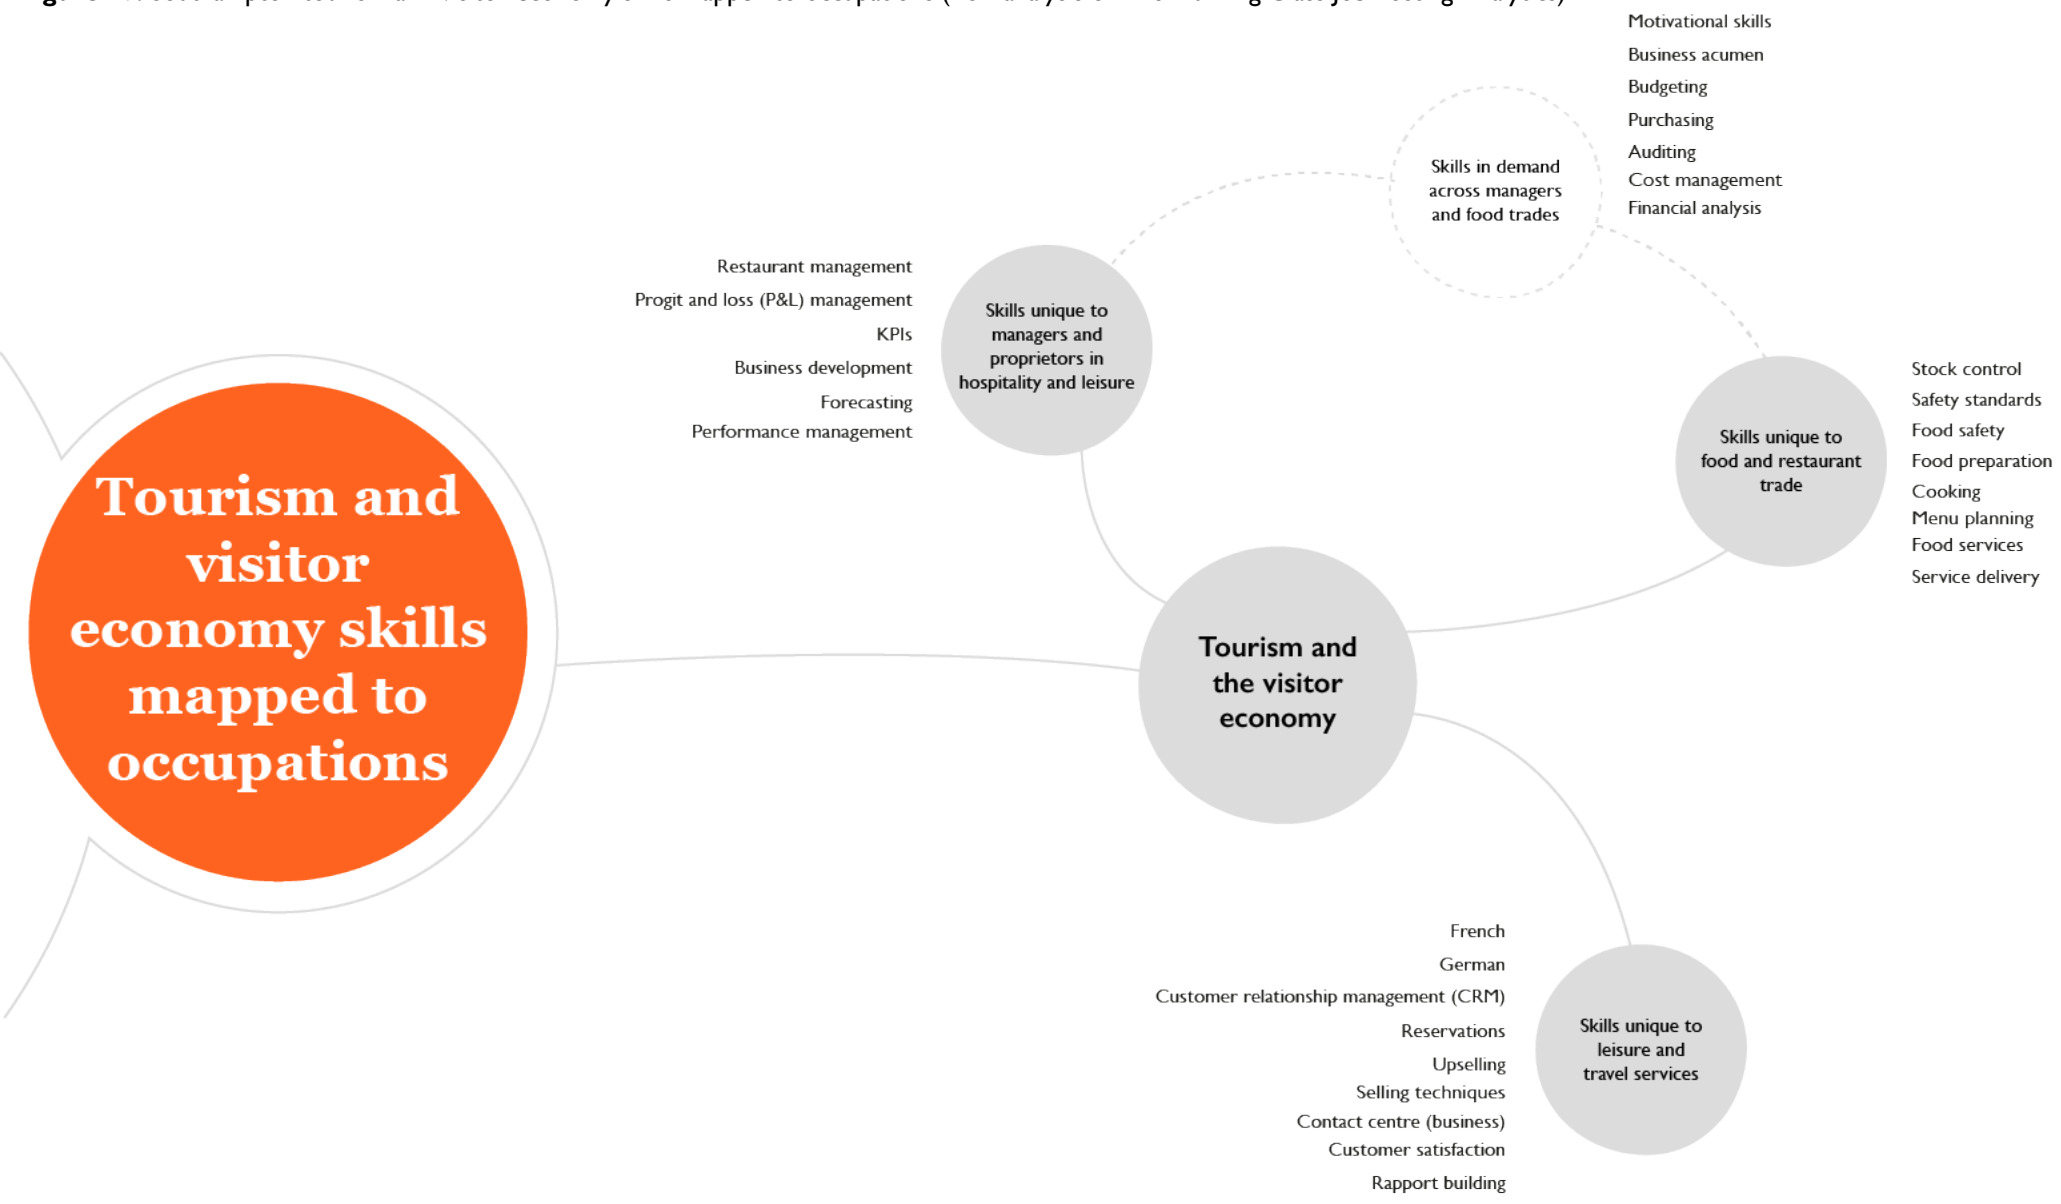 Motivational skills
Business acumen
Budgeting
Purchasing
Auditing
Cost management
Financial analysis
Skills in demand
across managers
and food trades
Restaurant management
Progit and loss (P&L) management
KPIs
Business development
Forecasting
Performance management
Skills unique to
managers and
proprietors in
hospitality and leisure
Stock control
Safety standards
Food safety
Food preparation
Cooking
Menu planning
Food services
Service delivery
Skills unique to
food and restaurant
trade
Tourism and
visitor
economy skills
mapped to
occupations
Tourism and
the visitor
economy
French
German
Customer relationship management (CRM)
Reservations
Upselling
Selling techniques
Contact centre (business)
Customer satisfaction
Rapport building
Skills unique to
leisure and
travel services